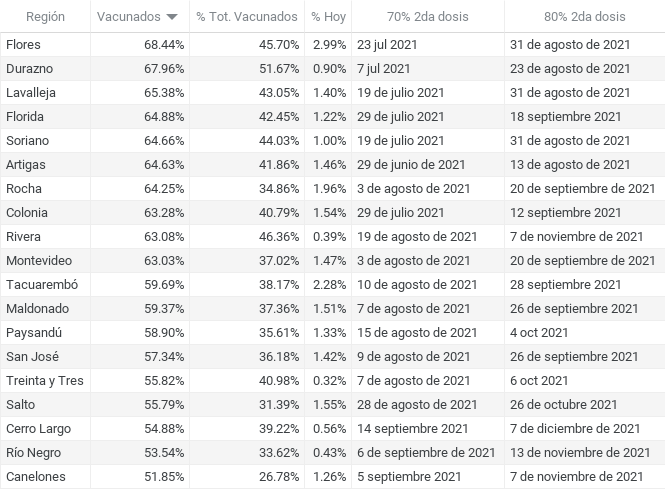 Región Vacunados % Tot. Vacunados % Hoy 70% 2da dosis 80% 2da dosis
Flores 68.44% 45.70% 2.99% 23 jul 2021 31 de agosto de 2021
Durazno 67.96% 51.67% 0.90% 7 jul 2021 23 de agosto de 2021
Lavalleja 65.38% 43.05% 1.40% 19 de julio 2021 31 de agosto de 2021
Florida 64.88% 42.45% 1.22% 29 de julio 2021 18 septiembre 2021
Soriano 64.66% 44.03% 1.00% 19 de julio 2021 31 de agosto de 2021
Artigas 64.63% 41.86% 1.46% 29 de junio de 2021 13 de agosto de 2021
Rocha 64.25% 34.86% 1.96% 3 de agosto de 2021 20 de septiembre de 2021
Colonia 63.28% 40.79% 1.54% 29 de julio 2021 12 septiembre 2021
Rivera 63.08% 46.36% 0.39% 19 de agosto de 2021 7 de noviembre de 2021
Montevideo 63.03% 37.02% 1.47% 3 de agosto de 2021 20 de septiembre de 2021
Tacuarembó 59.69% 38.17% 2.28% 10 de agosto de 2021 28 septiembre 2021
Maldonado 59.37% 37.36% 1.51% 7 de agosto de 2021 26 de septiembre de 2021
Paysandú 58.90% 35.61% 1.33% 15 de agosto de 2021 4 oct 2021
San José 57.34% 36.18% 1.42% 9 de agosto de 2021 26 de septiembre de 2021
Treinta y Tres 55.82% 40.98% 0.32% 7 de agosto de 2021 6 oct 2021
Salto 55.79% 31.39% 1.55% 28 de agosto de 2021 26 de octubre de 2021
Cerro Largo 54.88% 39.22% 0.56% 14 septiembre 2021 7 de diciembre de 2021
Río Negro 53.54% 33.62% 0.43% 6 de septiembre de 2021 13 de noviembre de 2021
Canelones 51.85% 26.78% 1.26% 5 septiembre 2021 7 de noviembre de 2021